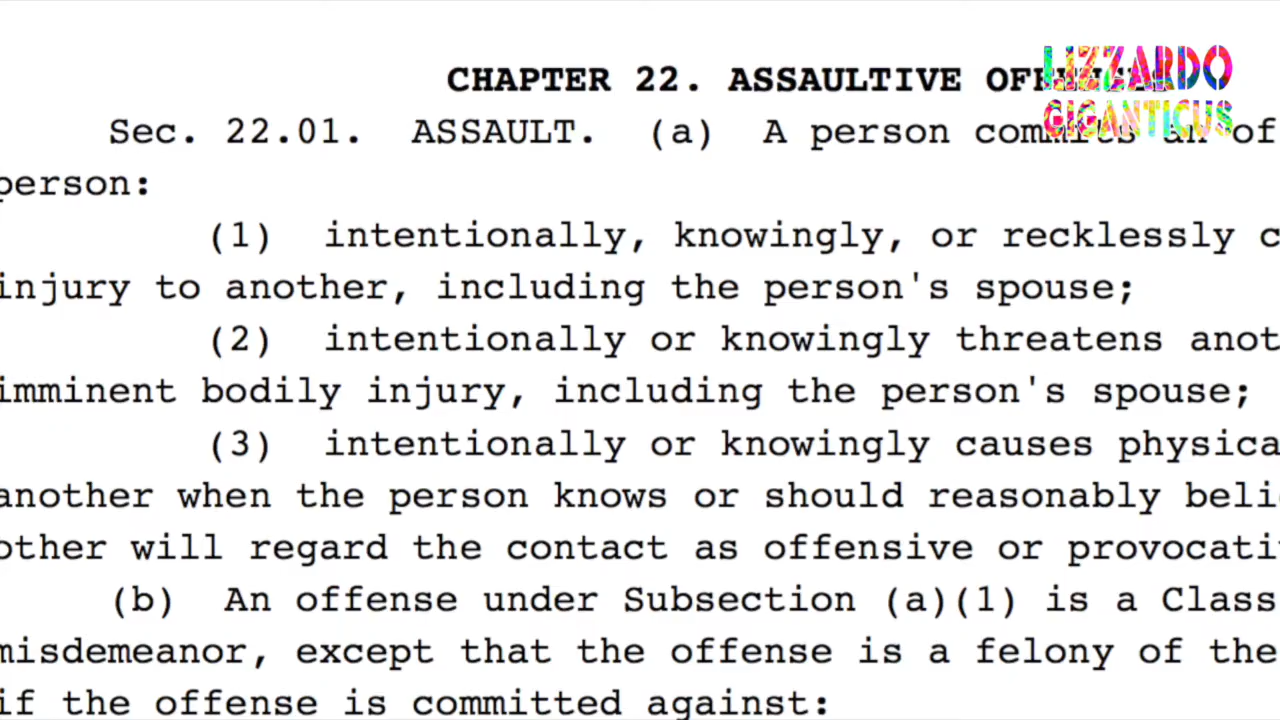 CHAPTER 22. ASSAULTIVE
LIZZARDO
GIGANTICUS
Sec. 22.01. ASSAULT. (a) A person commits an of
person:
(1) intentionally, knowingly, or recklessly c
injury to another, including the person's spouse;
(2) intentionally or knowingly threatens anot
imminent bodily injury, including the person's spouse;
(3) intentionally or knowingly causes physica
another when the person knows or should reasonably beli
other will regard the contact as offensive or provocati
(b) An offense under Subsection (a)(1) is a Class
misdemeanor, except that the offense is a felony of the
if the offense is committed against: